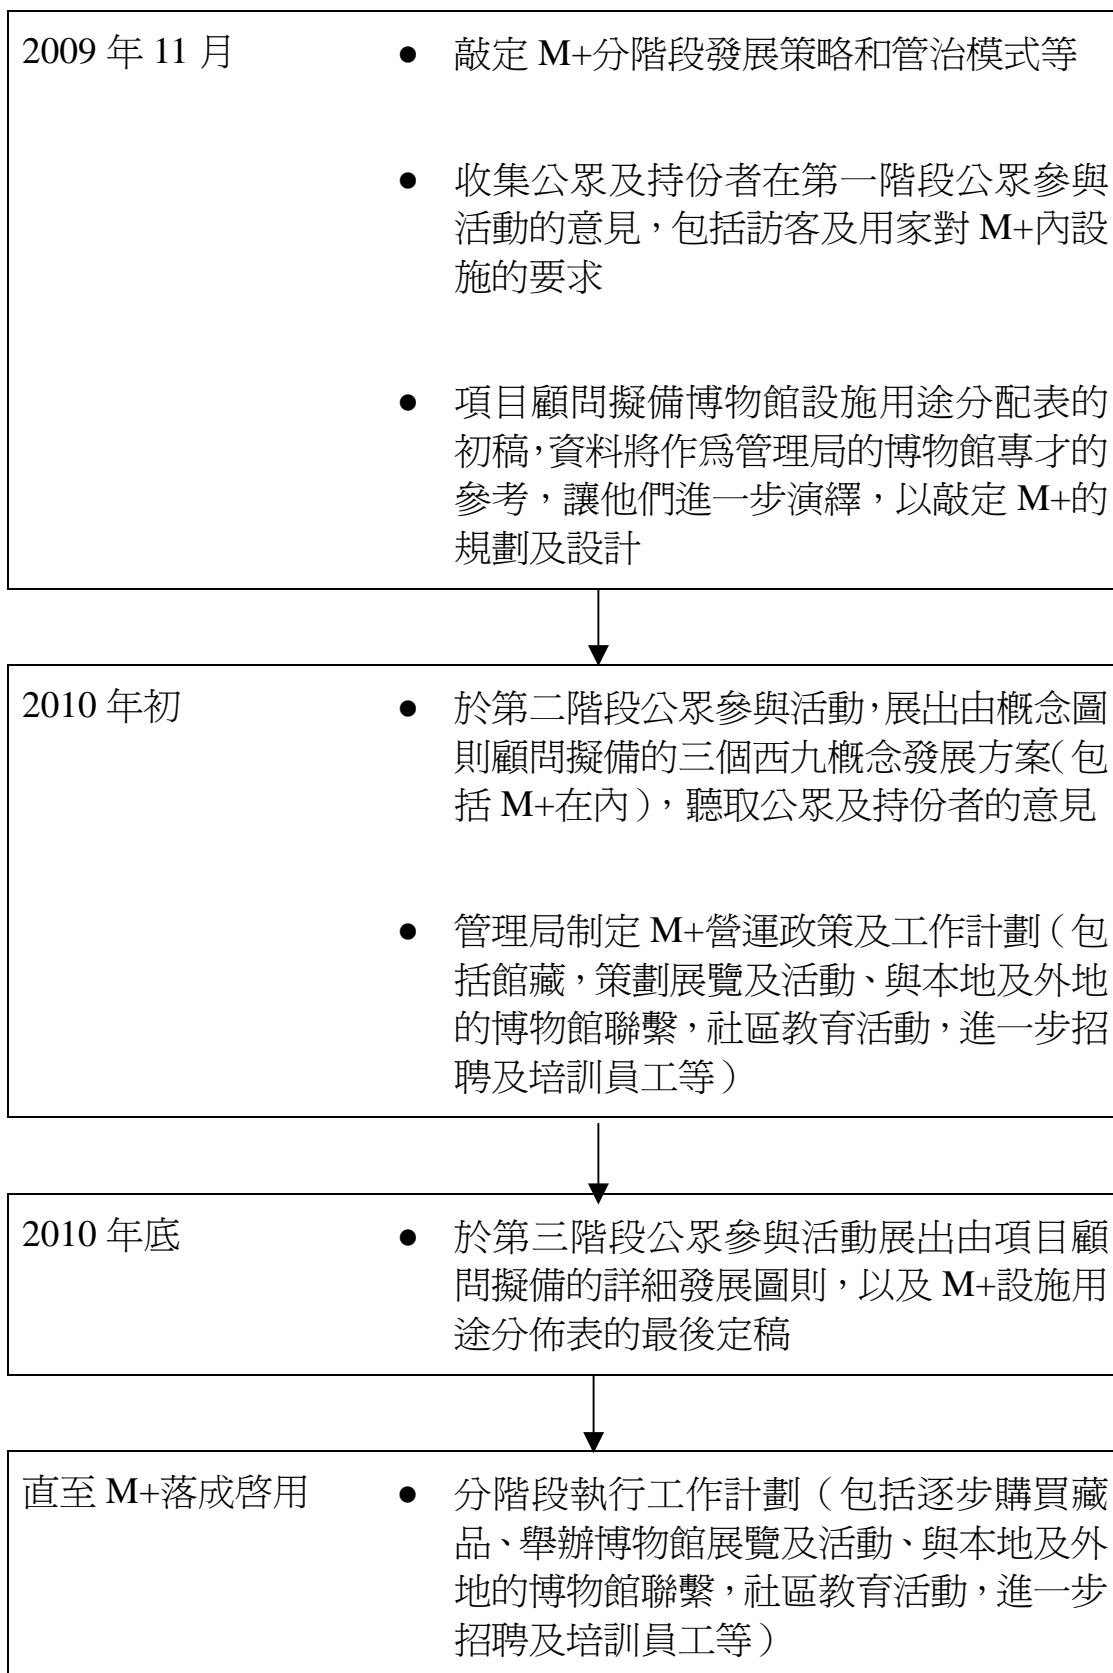 2009 年 11 月 ● 敲定 M+分階段發展策略和管治模式等
● 收集公眾及持份者在第一階段公眾參與
活動的意見，包括訪客及用家對 M+內設
施的要求
● 項目顧問擬備博物館設施用途分配表的
初稿，資料將作爲管理局的博物館專才的
參考，讓他們進一步演繹，以敲定 M+的
規劃及設計
2010 年初 ● 於第二階段公眾參與活動，展出由概念圖
則顧問擬備的三個西九概念發展方案（包
括 M+在內），聽取公眾及持份者的意見
● 管理局制定 M+營運政策及工作計劃（包
括館藏，策劃展覽及活動、與本地及外地
的博物館聯繫，社區教育活動，進一步招
聘及培訓員工等）
2010 年底 ● 於第三階段公眾參與活動展出由項目顧
問擬備的詳細發展圖則，以及 M+設施用
途分佈表的最後定稿
直至 M+落成啓用 ● 分階段執行工作計劃（包括逐步購買藏
品、舉辦博物館展覽及活動、與本地及外
地的博物館聯繫，社區教育活動，進一步
招聘及培訓員工等）